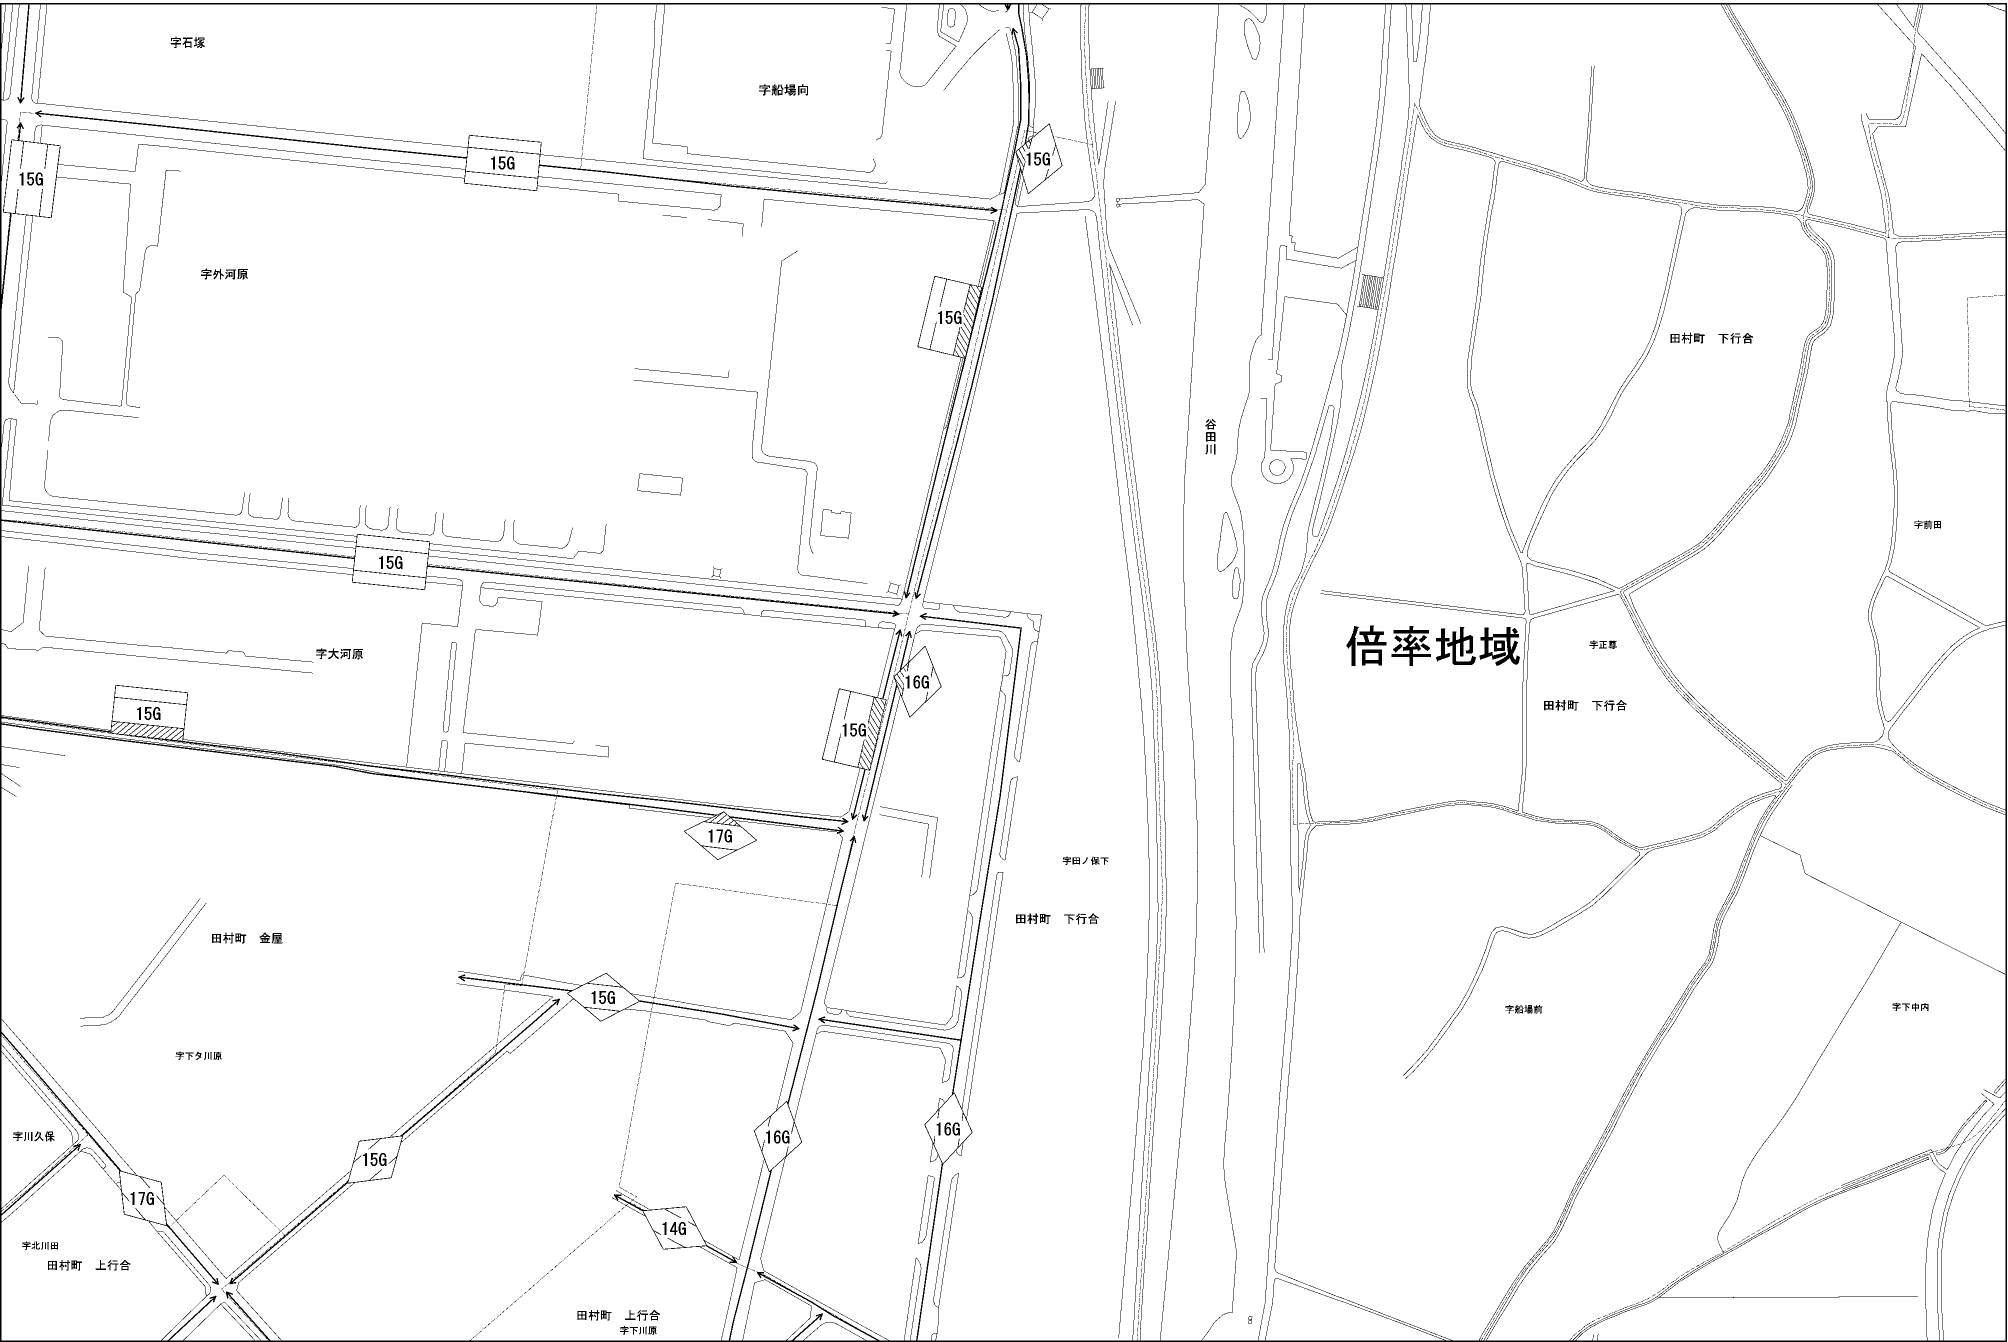 字石塚
字船場向
15G
15G
15G
字外河原
15G
田村町 下行合
谷田川
字前田
15G
倍率地域
字正尊
字大河原
16G
田村町 下行合
15G
15G
17G
字田ノ保下
田村町 下行合
田村町 金屋
15G
字船場前
字下中内
字下タ川原
16G
16G
字川久保
15G
17G
14G
字北川田
田村町 上行合
田村町 上行合
字下川原